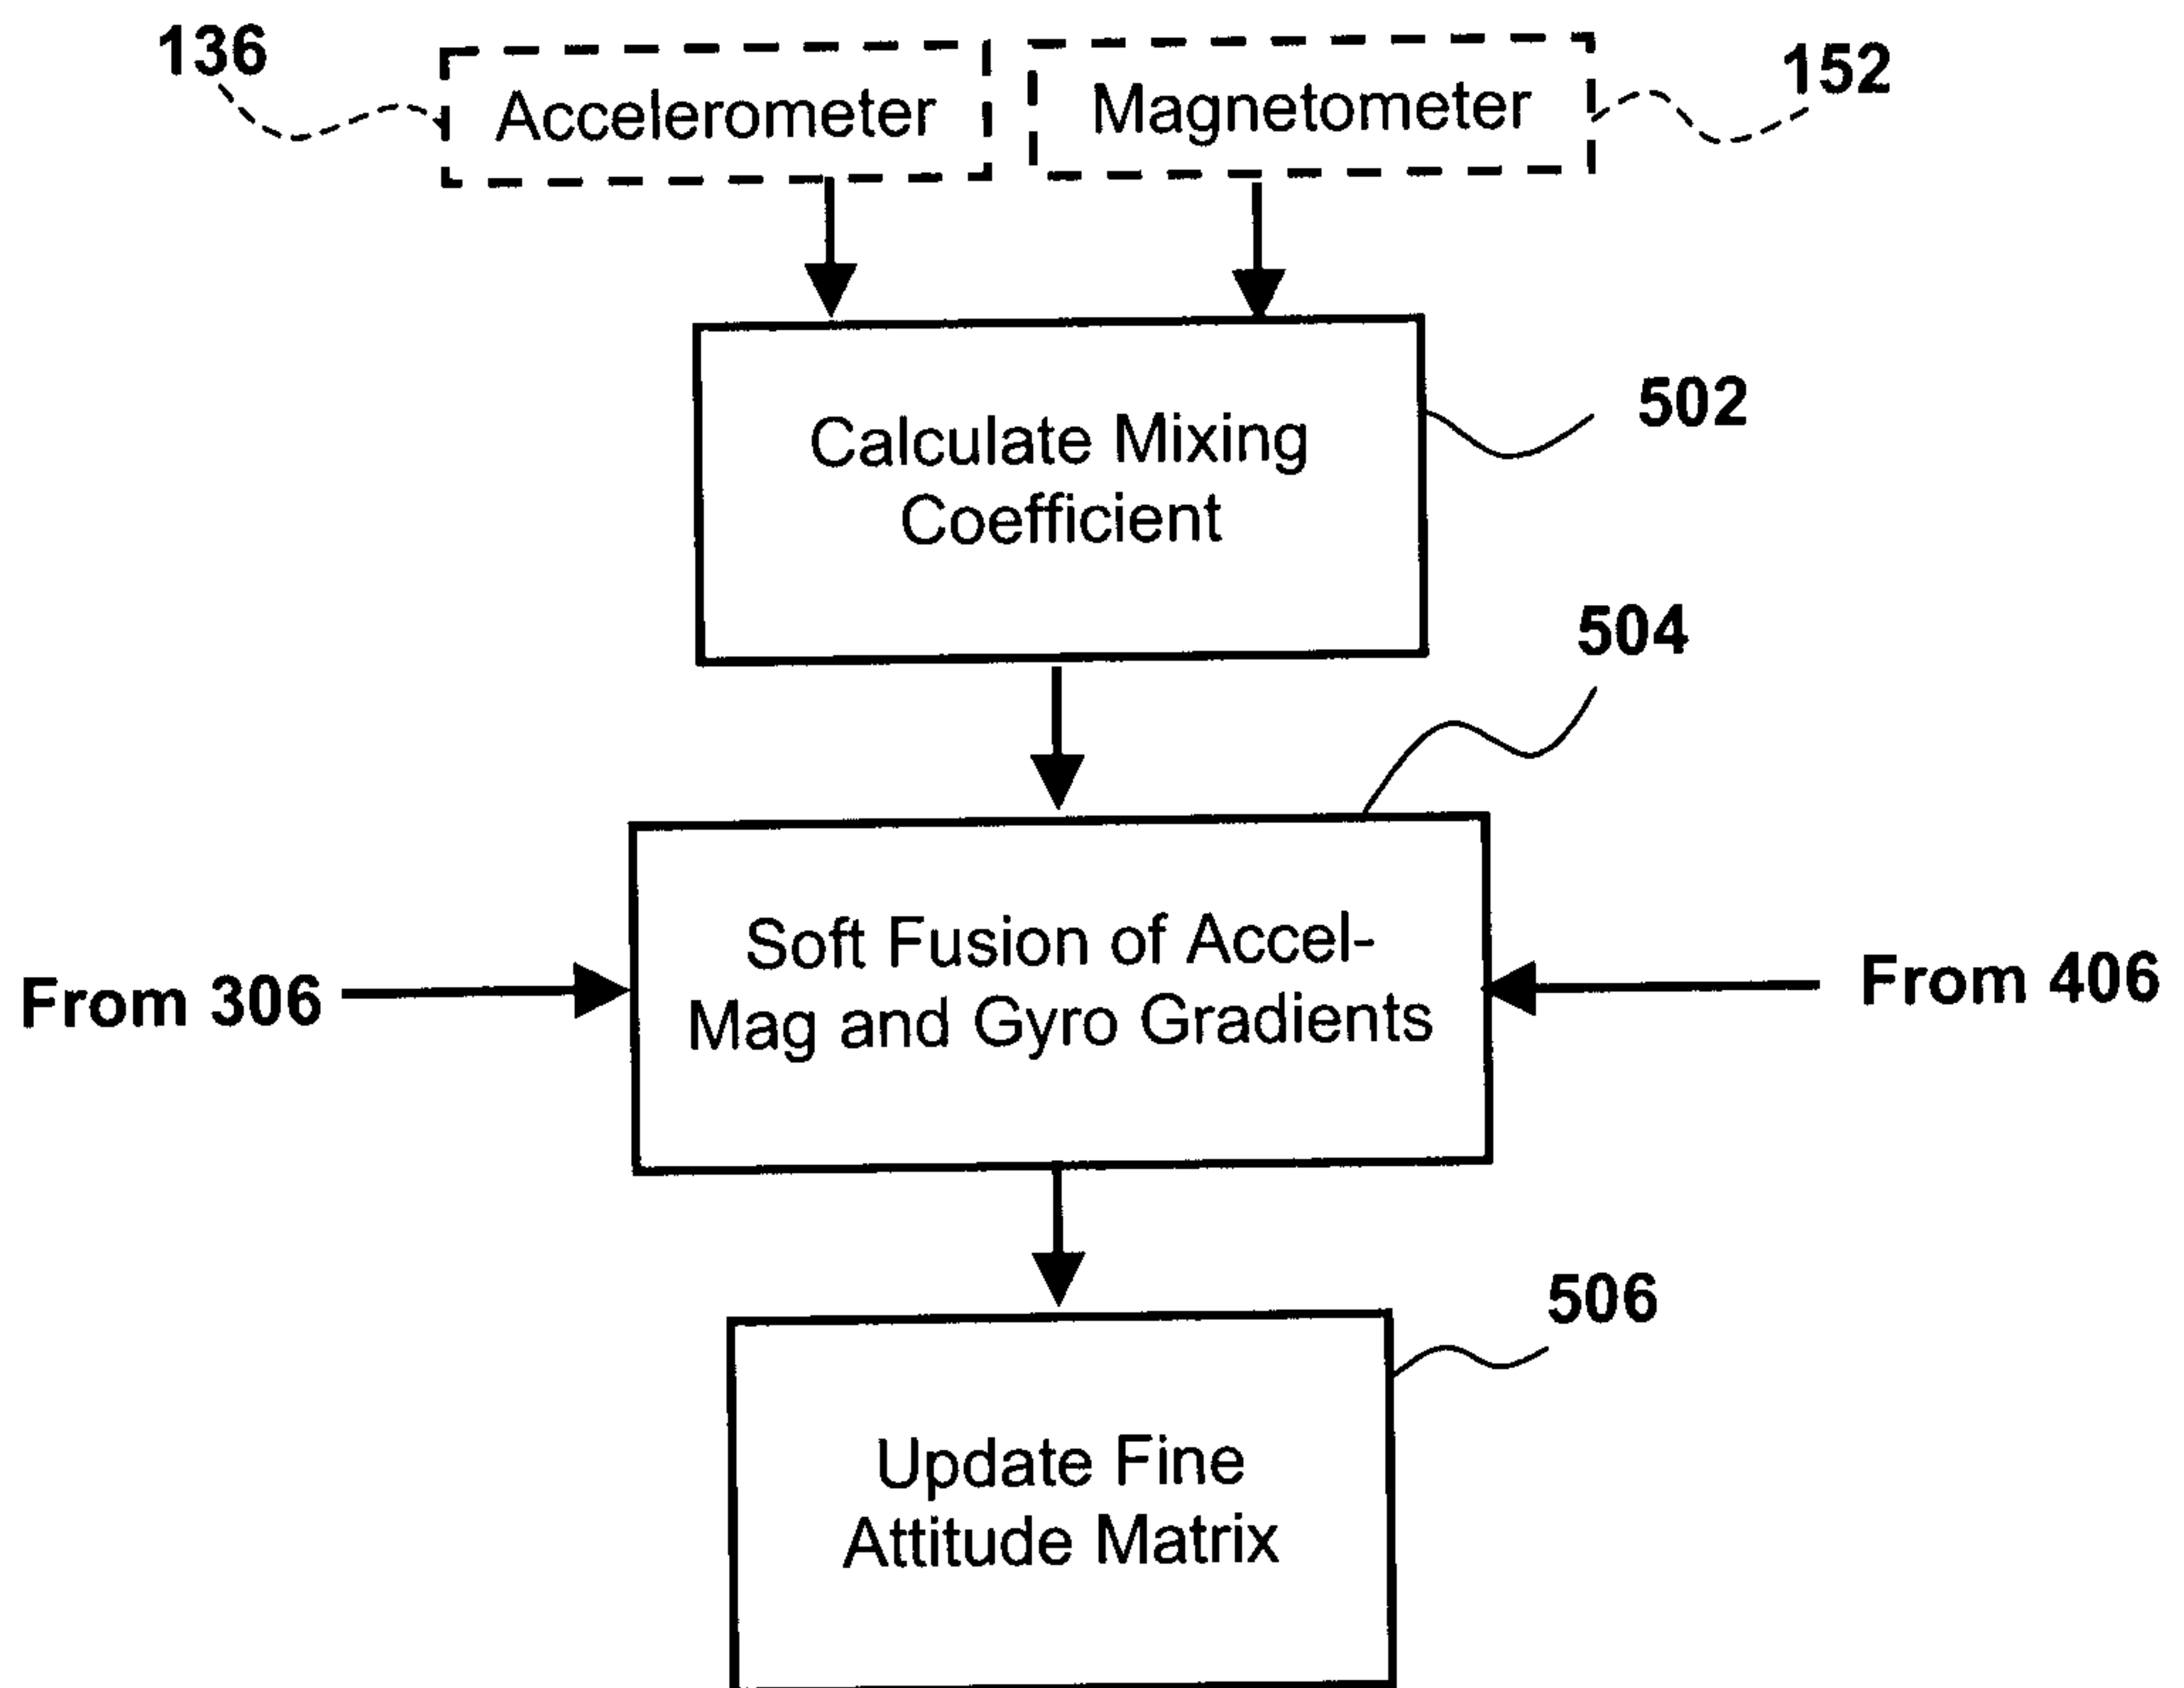 136
Accelerometer
Magnetometer
152
Calculate Mixing
Coefficient
502
504
Soft Fusion of Accel-
Mag and Gyro Gradients
From 306
From 406
506
Update Fine
Attitude Matrix